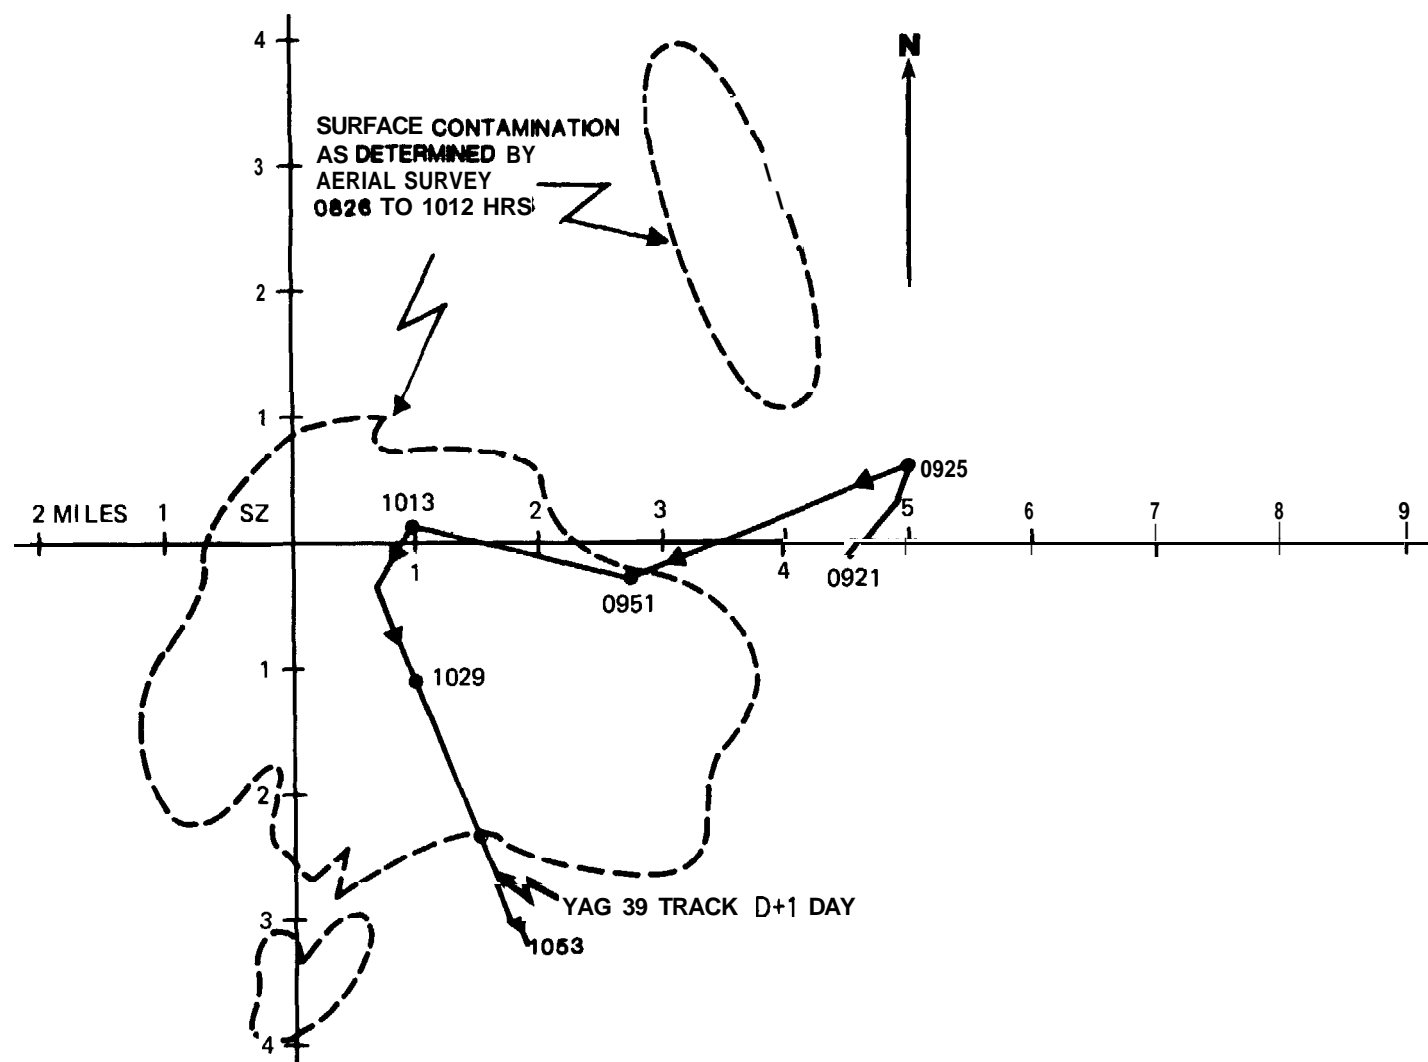 4
N
SURFACE CONTAMINATION
AS DETERMINED BY
AERIAL SURVEY
0826 TO 1012 HRS
3
2
1
0925
1013
2 MILES 1 SZ 2 3 5 6 7 8 9
1 4
0921
0951
1
1029
2
YAG 39 TRACK D+1 DAY
3
1053
4